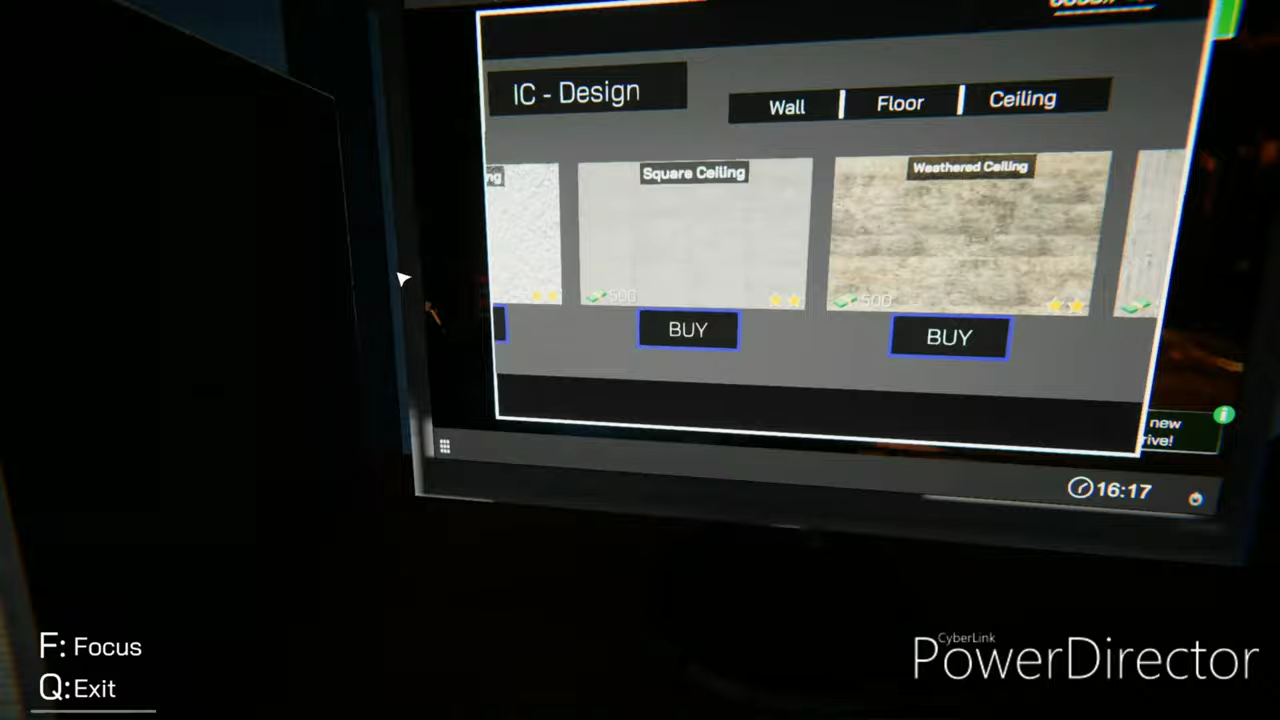 IC - Design
Wall
Floor
Ceiling
ng
Square Ceiling
Weathered Ceiling
500
500
BUY
BUY
new
rive!
16:17
F: Focus
Q: Exit
CyberLink
PowerDirector